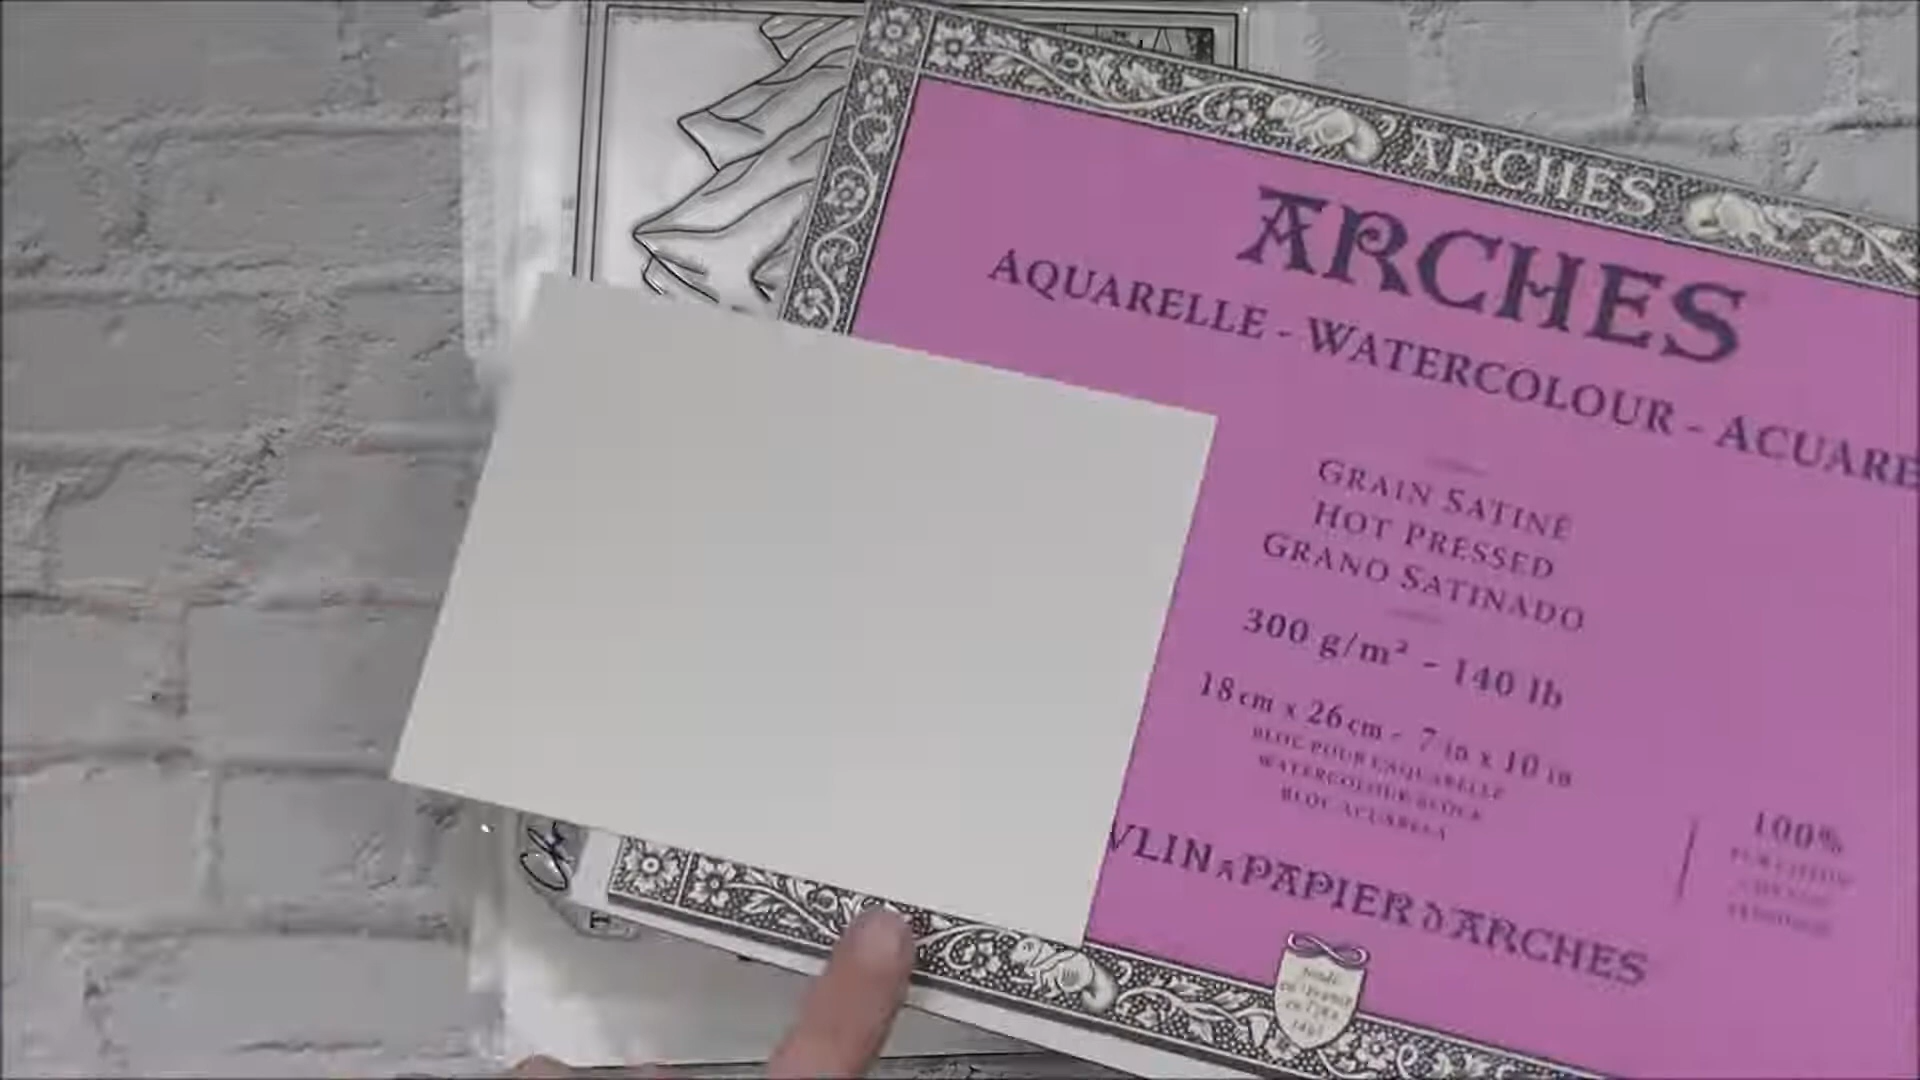 ARCHES
ARCHES
AQUARELLE - WATERCOLOUR - ACUARE
GRAIN SATINÉ
HOT PRESSED
GRANO SATINADO
300 g/m² - 140 lb
18 cm x 26 cm - 7 in x 10 in
BLOC POUR L'AQUARELLE
WATERCOLOUR BLOCK
BLOC ACUARELA
100%
VLIN A PAPIER D'ARCHES